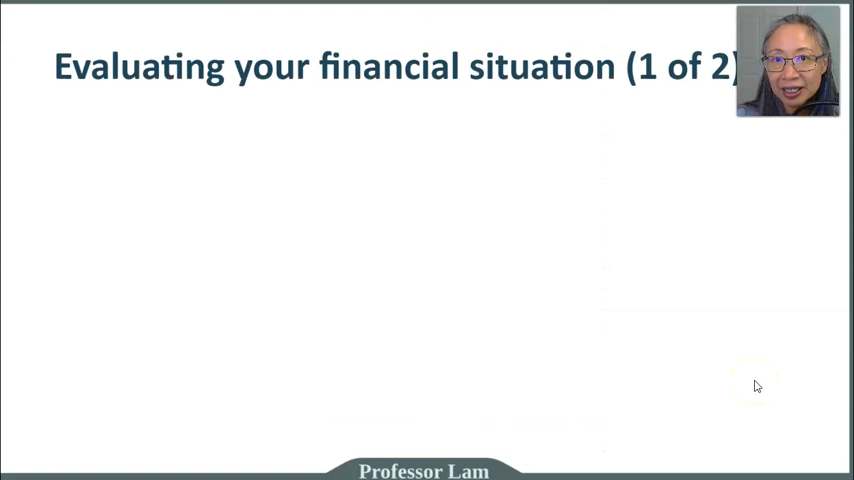 Evaluating your financial situation (1 of 2)
Professor Lam